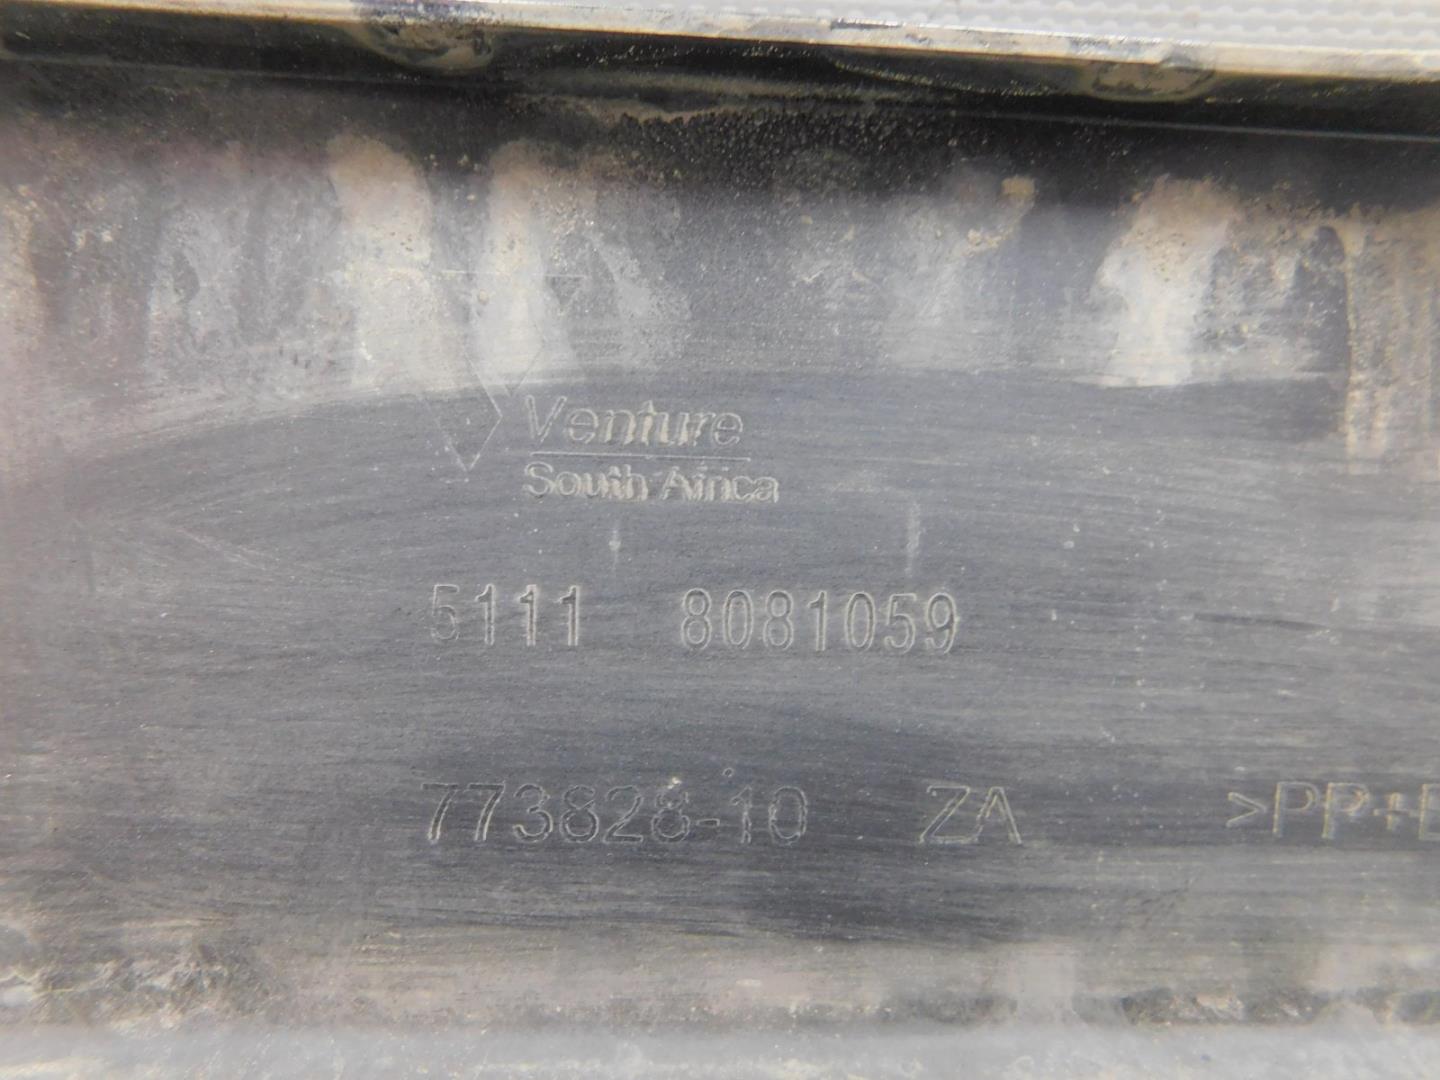 Venture
South Africa
5111 8081059
773828-10 ZA >PP+E